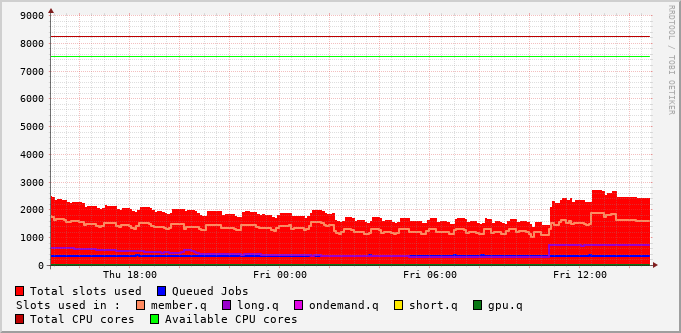 RRDTOOL / TOBI OETIKER
9000
8000
7000
6000
5000
4000
3000
2000
1000
0
Thu 18:00 Fri 00:00 Fri 06:00 Fri 12:00
Total slots used Queued Jobs
Slots used in : member.q long.q ondemand.q short.q gpu.q
Total CPU cores Available CPU cores